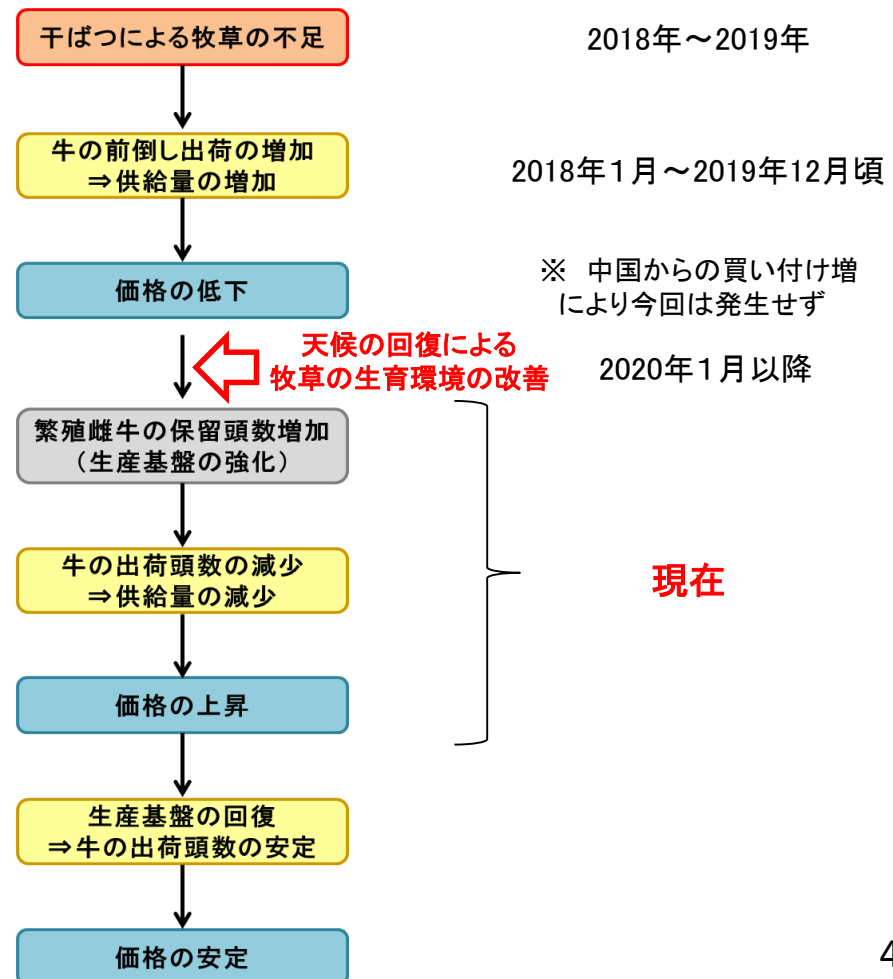 干ばつによる牧草の不足
2018年～2019年
牛の前倒し出荷の増加
⇒供給量の増加
2018年１月～2019年12月頃
価格の低下
※　中国からの買い付け増
により今回は発生せず
天候の回復による
牧草の生育環境の改善
2020年１月以降
繁殖雌牛の保留頭数増加
（生産基盤の強化）
牛の出荷頭数の減少
⇒供給量の減少
現在
価格の上昇
生産基盤の回復
⇒牛の出荷頭数の安定
価格の安定
4